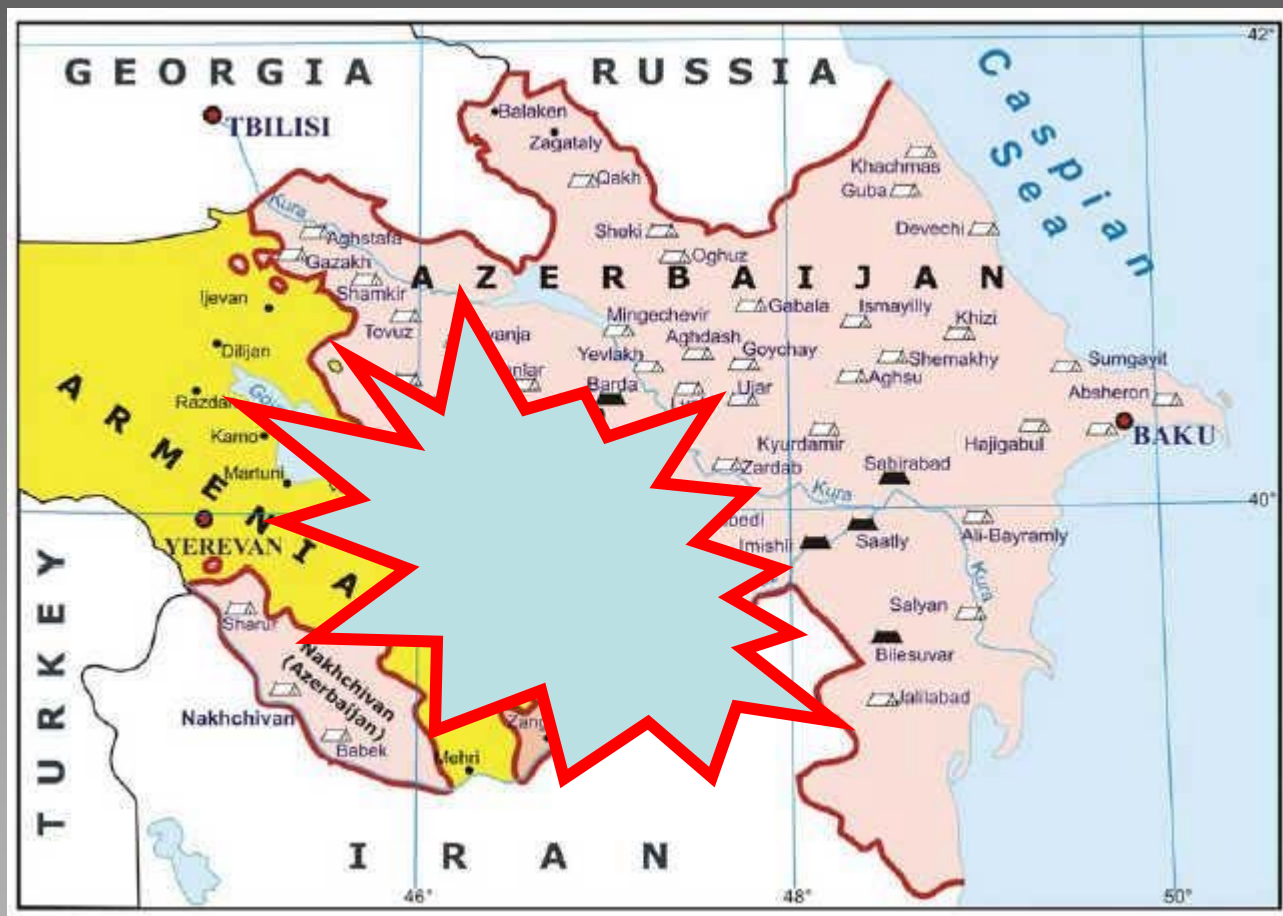 42°
GEORGIA
RUSSIA
Caspian
Sea
TBILISI
Balaken
Zagataly
Qakh
Khachmas
Guba
Kura
Aghstafa
Sheki
Devechi
Gazakh
Oghuz
AZERBAIJAN
Shamkir
Ijevan
Tovuz
Mingechevir
Gabala
Ismayilly
Khizi
Aghdash
Dilijan
Yevlakh
Goychay
Shemakhy
Sumgayit
Barda
Ujar
Aghsu
Absheron
ARMENIA
Kamo
Kyurdamir
Hajigabul
BAKU
Martuni
Zardab
Sabirabad
Kura
40°
YEREVAN
Imishli
Saatly
Ali-Bayramly
TURKEY
Kura
Sharur
Salyan
Nakhchivan
(Azerbaijan)
Bilesuvar
Nakhchivan
Jalilabad
Babek
Mehri
IRAN
46°
48°
50°